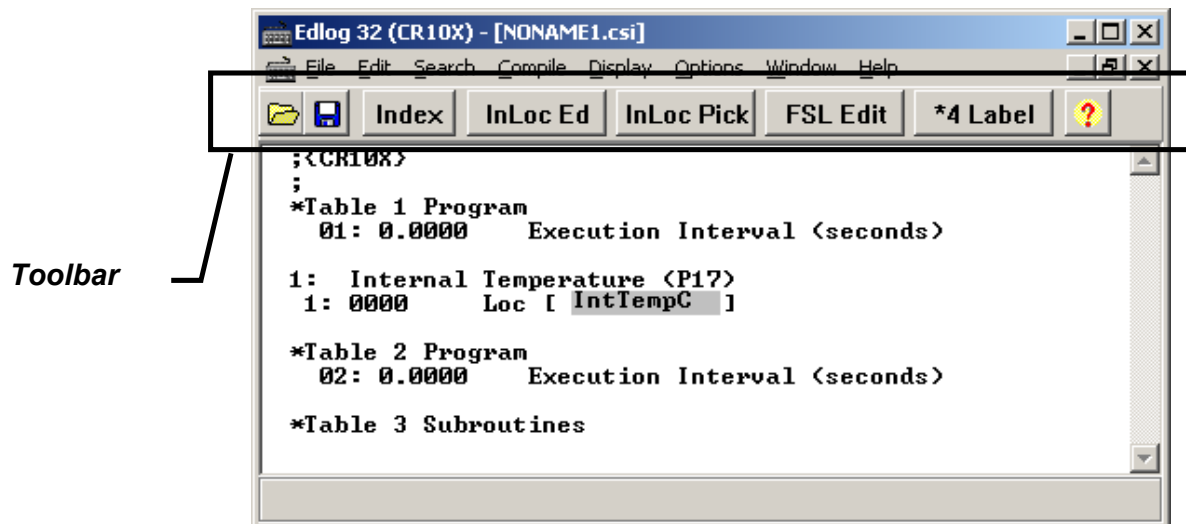 Edlog 32 (CR10X) - [NONAME1.csi]
File Edit Search Compile Display Options Window Help
Index InLoc Ed InLoc Pick FSL Edit *4 Label ?
;{CR10X}
;
*Table 1 Program
01: 0.0000 Execution Interval (seconds)
Toolbar
1: Internal Temperature (P17)
1: 0000 Loc [ IntTempC ]
*Table 2 Program
02: 0.0000 Execution Interval (seconds)
*Table 3 Subroutines